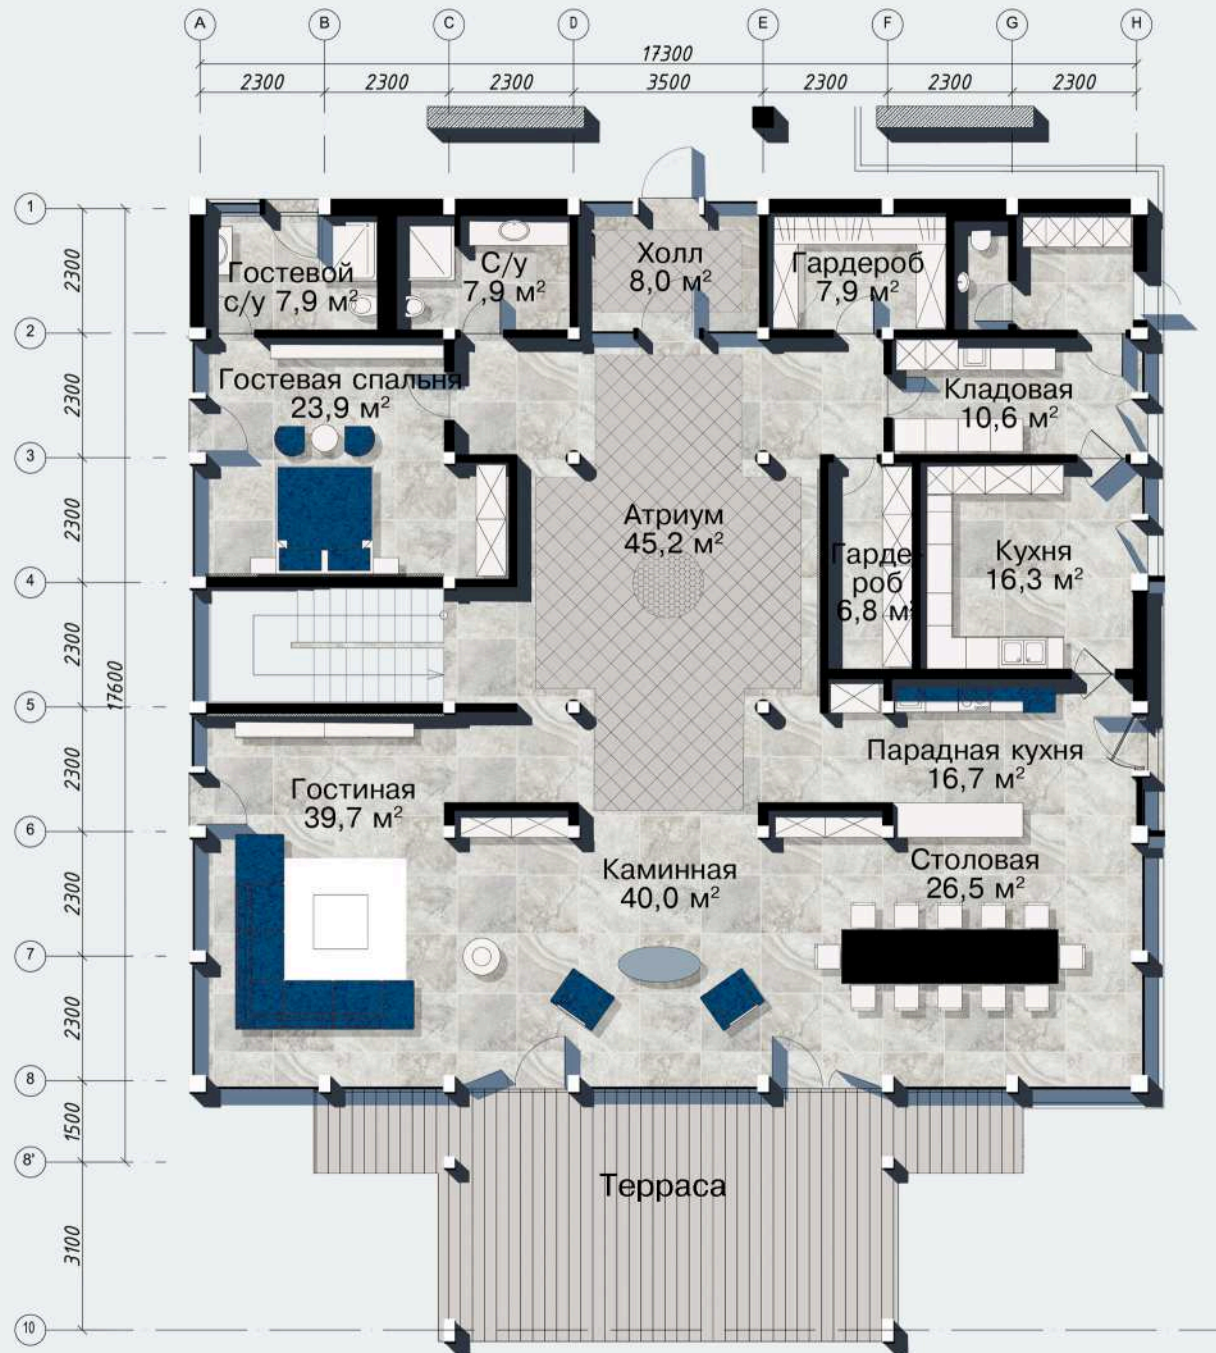 A B C D E F G H
17300
2300 2300 2300 3500 2300 2300 2300
1
2300
2
2300
3
2300
4
2300
5
2300
6
2300
7
2300
8
1500
8'
3100
10
17600
Гостевой
с/у 7,9 м²
С/у
7,9 м²
Холл
8,0 м²
Гардероб
7,9 м²
Гостевая спальня
23,9 м²
Кладовая
10,6 м²
Атриум
45,2 м²
Гарде-
роб
6,8 м²
Кухня
16,3 м²
Гостиная
39,7 м²
Парадная кухня
16,7 м²
Каминная
40,0 м²
Столовая
26,5 м²
Терраса